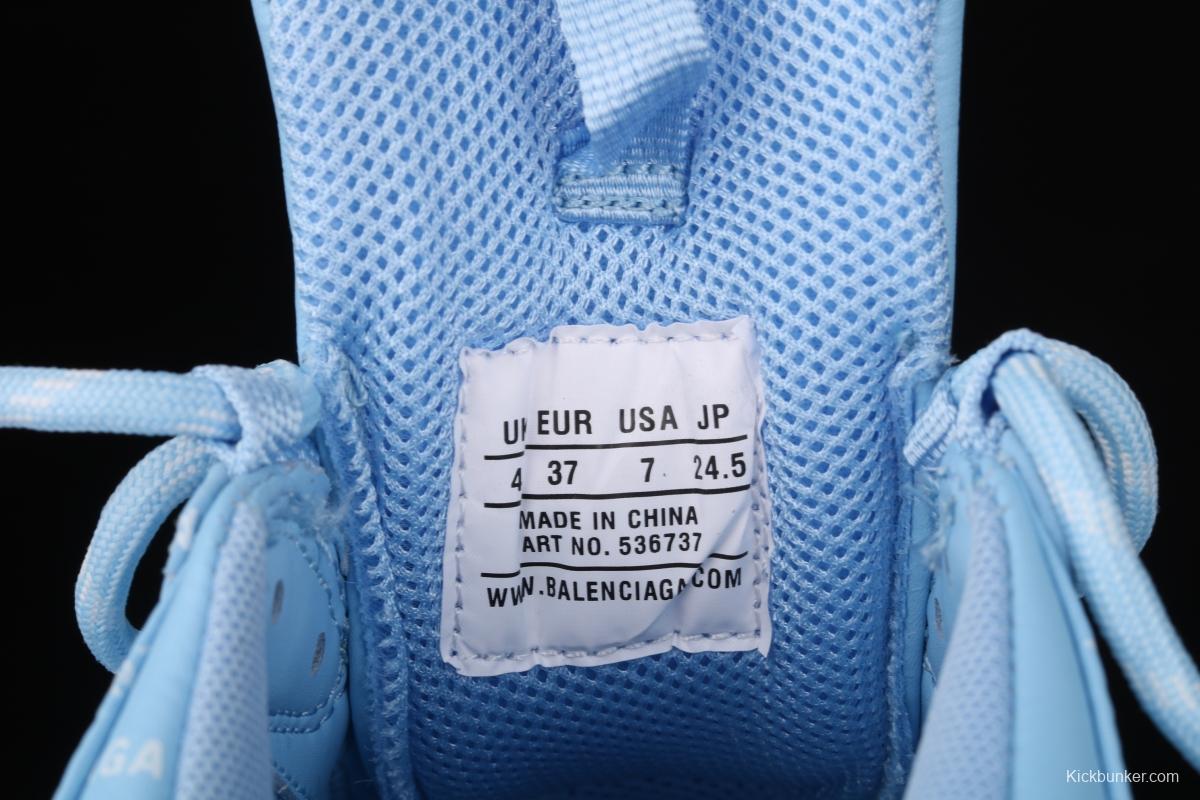 UK EUR USA JP
4 37 7 24.5
MADE IN CHINA
ART NO. 536737
WWW.BALENCIAGA.COM
GA
Kickbunker.com